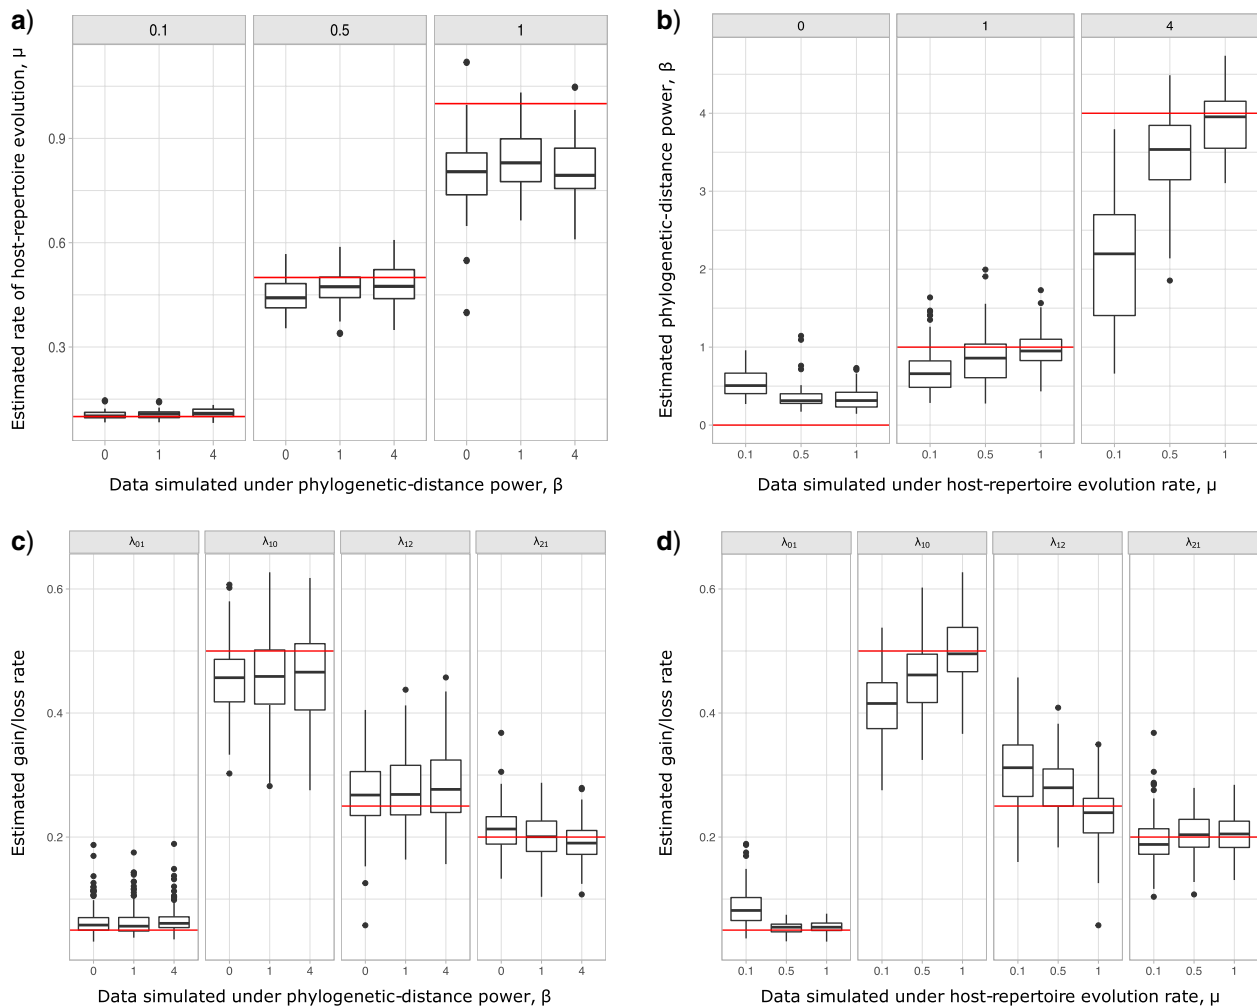 a)
0.1 0.5 1
Estimated rate of host-repertoire evolution, μ
0.9
0.6
0.3
0 1 4 0 1 4 0 1 4
Data simulated under phylogenetic-distance power, β
b)
0 1 4
Estimated phylogenetic-distance power, β
4
3
2
1
0
0.1 0.5 1 0.1 0.5 1 0.1 0.5 1
Data simulated under host-repertoire evolution rate, μ
c)
λ01 λ10 λ12 λ21
Estimated gain/loss rate
0.6
0.4
0.2
0 1 4 0 1 4 0 1 4 0 1 4
Data simulated under phylogenetic-distance power, β
d)
λ01 λ10 λ12 λ21
Estimated gain/loss rate
0.6
0.4
0.2
0.1 0.5 1 0.1 0.5 1 0.1 0.5 1 0.1 0.5 1
Data simulated under host-repertoire evolution rate, μ